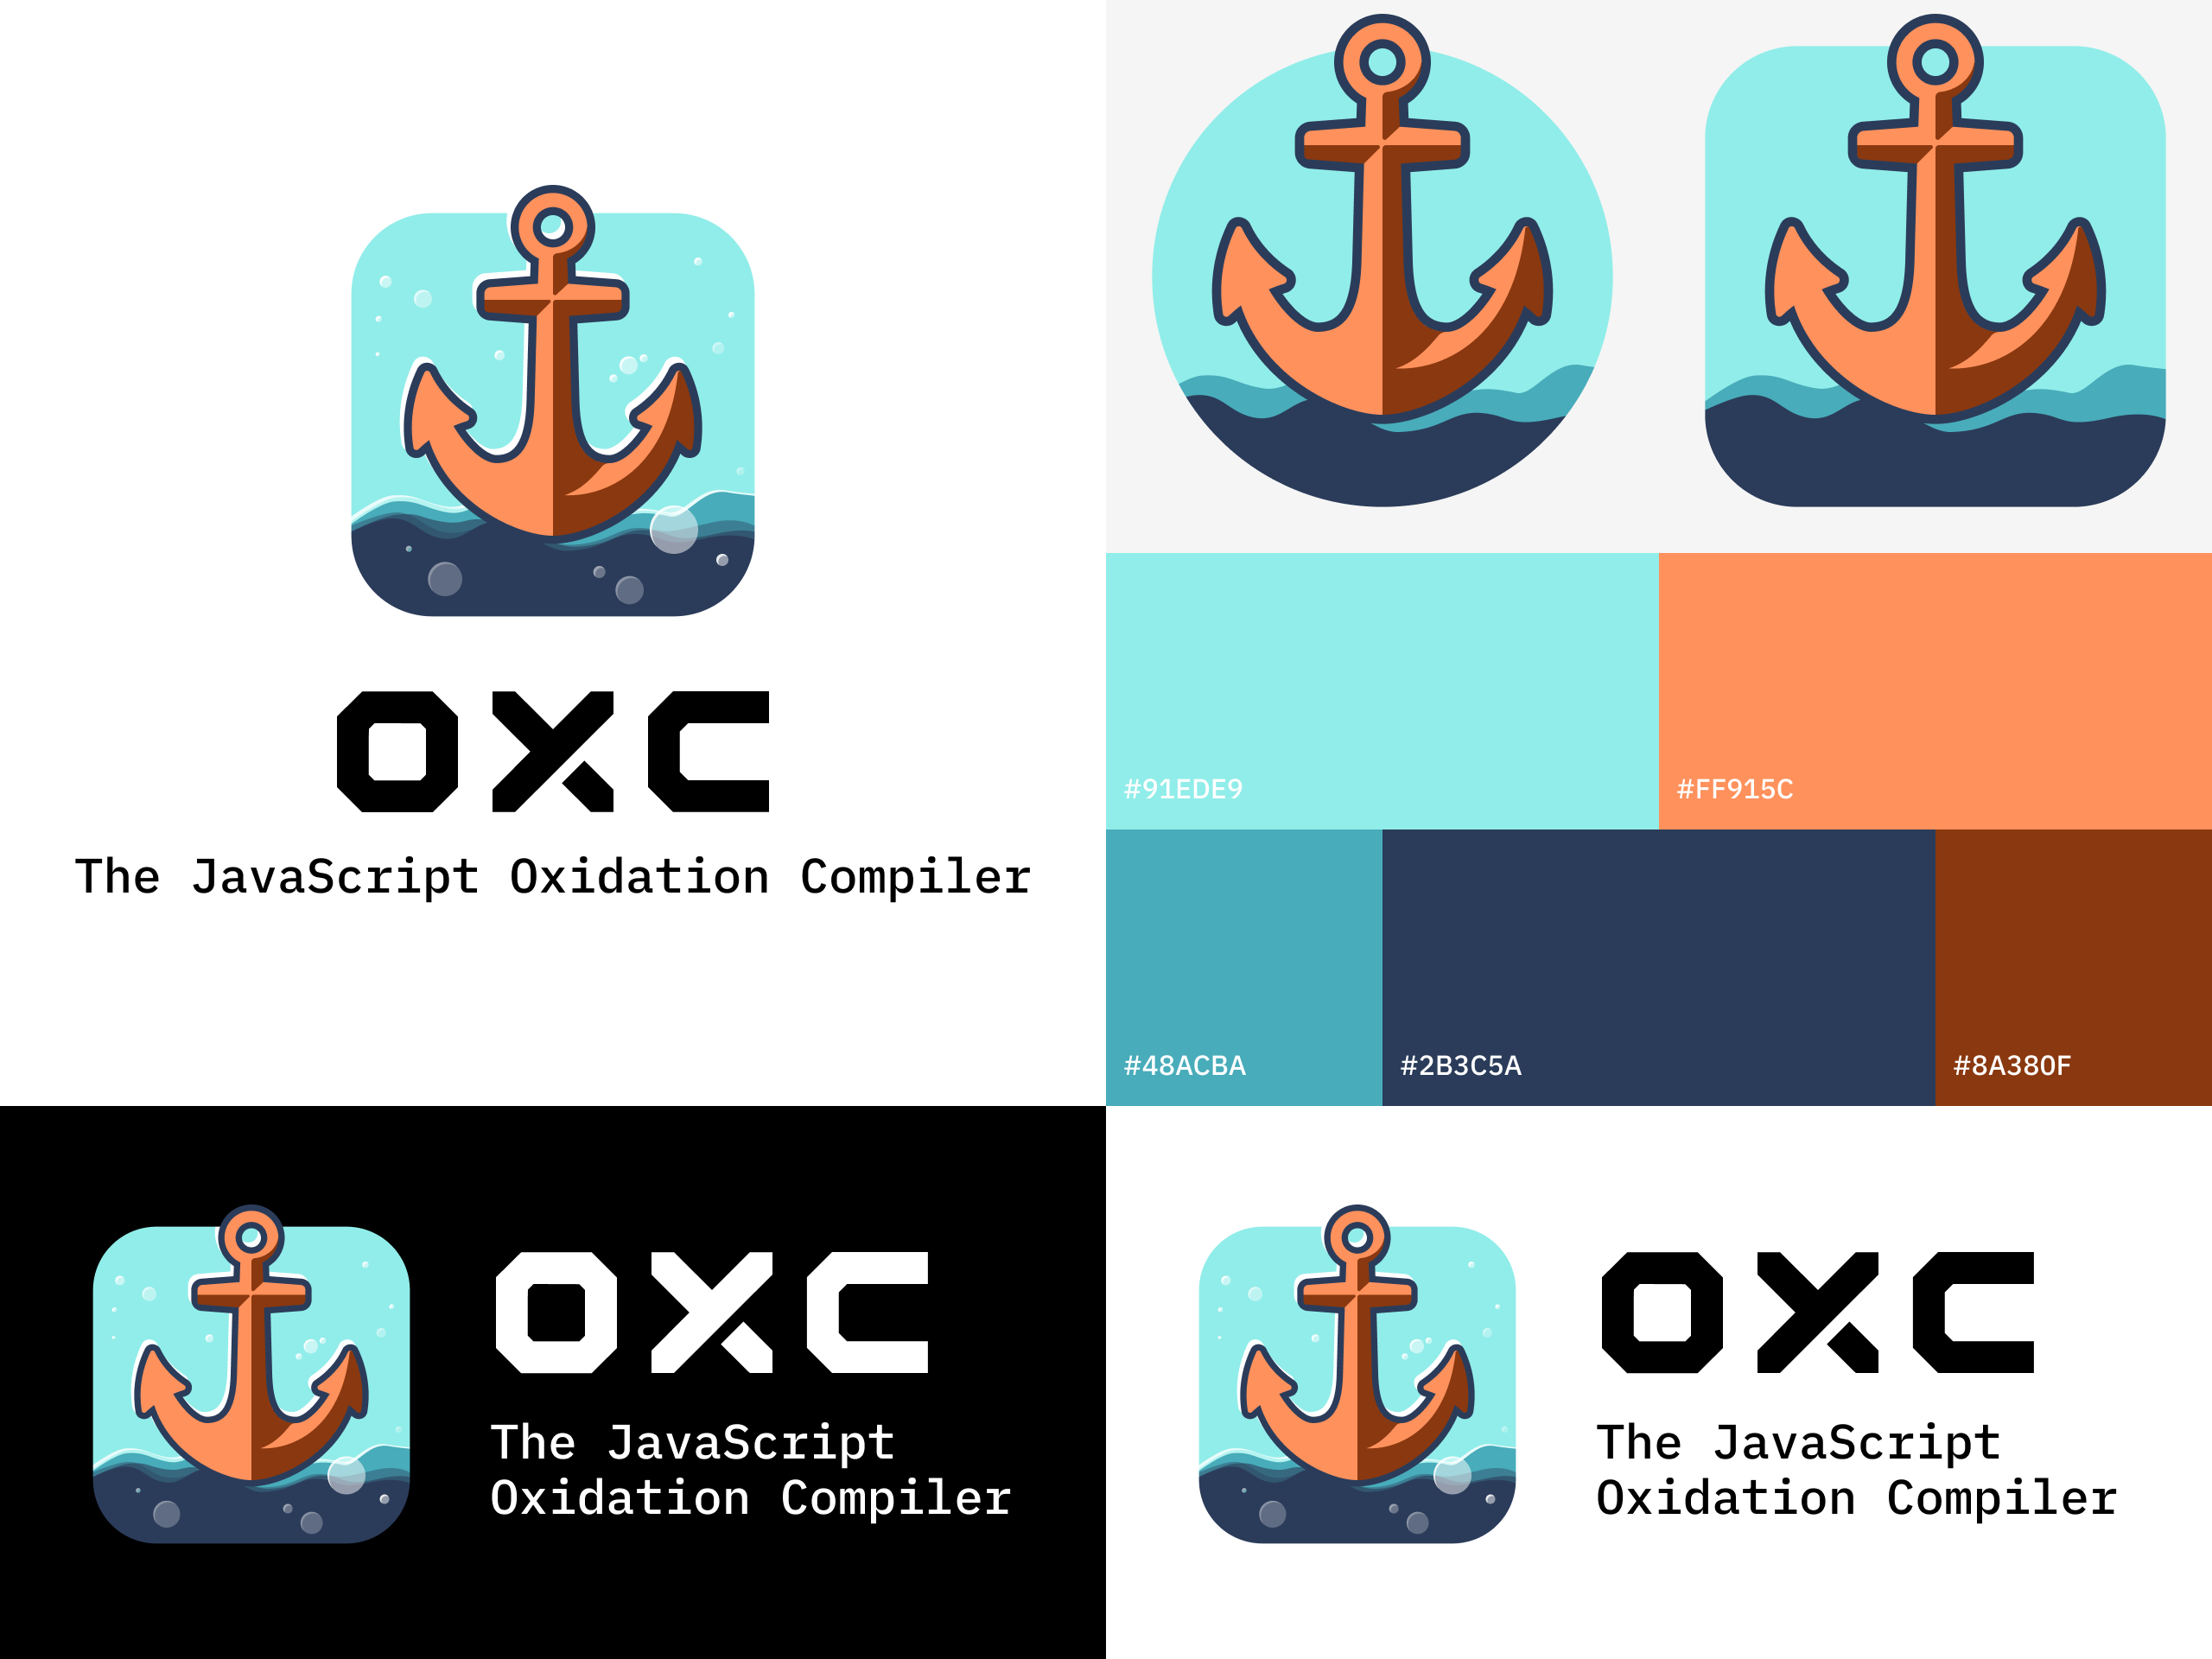 OXC
The JavaScript Oxidation Compiler
#91EDE9
#FF915C
#48ACBA
#2B3C5A
#8A380F
OXC
The JavaScript
Oxidation Compiler
OXC
The JavaScript
Oxidation Compiler